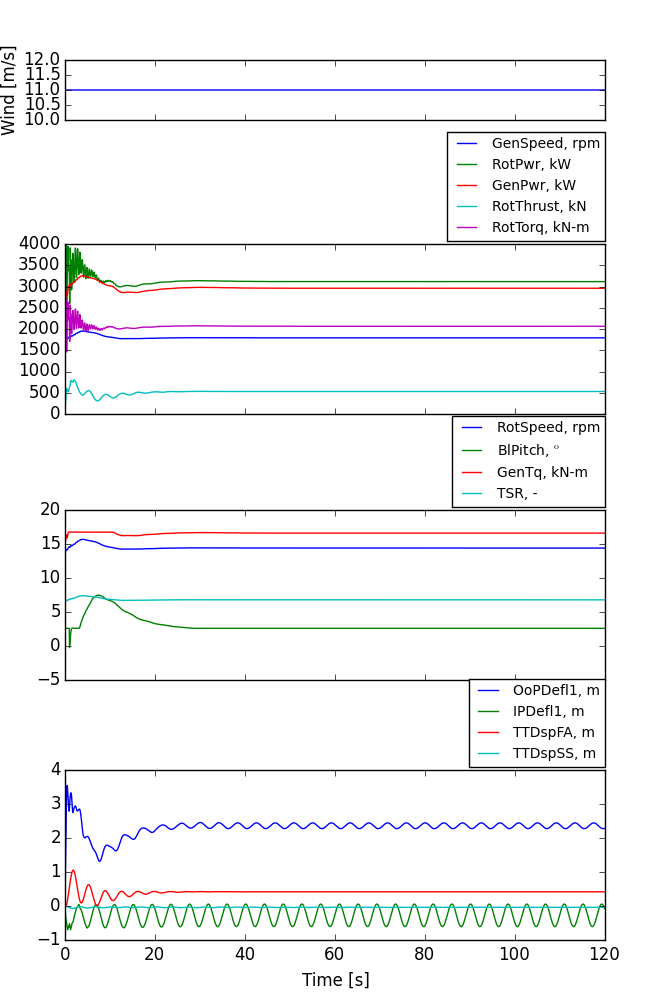 Wind [m/s]
12.0
11.5
11.0
10.5
10.0
GenSpeed, rpm
RotPwr, kW
GenPwr, kW
RotThrust, kN
RotTorq, kN-m
4000
3500
3000
2500
2000
1500
1000
500
0
RotSpeed, rpm
BlPitch, °
GenTq, kN-m
TSR, -
20
15
10
5
0
−5
OoPDefl1, m
IPDefl1, m
TTDspFA, m
TTDspSS, m
4
3
2
1
0
−1
0 20 40 60 80 100 120
Time [s]